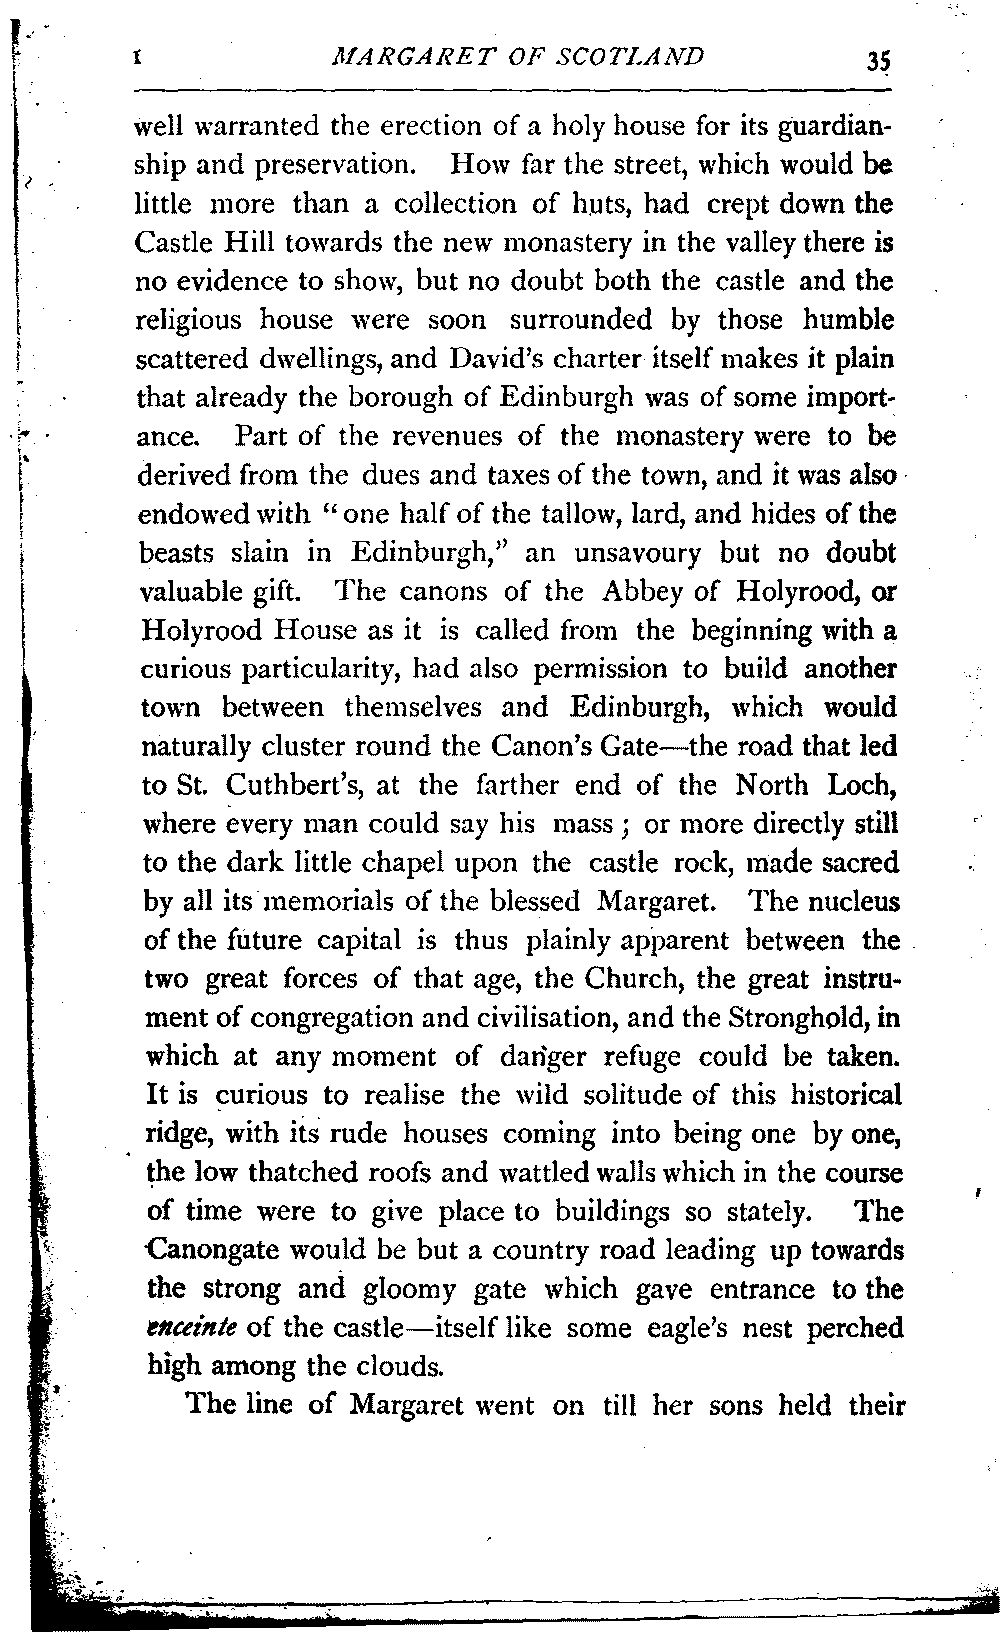 I MARGARET OF SCOTLAND 35
well warranted the erection of a holy house for its guardian-
ship and preservation. How far the street, which would be
little more than a collection of huts, had crept down the
Castle Hill towards the new monastery in the valley there is
no evidence to show, but no doubt both the castle and the
religious house were soon surrounded by those humble
scattered dwellings, and David's charter itself makes it plain
that already the borough of Edinburgh was of some import-
ance. Part of the revenues of the monastery were to be
derived from the dues and taxes of the town, and it was also
endowed with "one half of the tallow, lard, and hides of the
beasts slain in Edinburgh," an unsavoury but no doubt
valuable gift. The canons of the Abbey of Holyrood, or
Holyrood House as it is called from the beginning with a
curious particularity, had also permission to build another
town between themselves and Edinburgh, which would
naturally cluster round the Canon's Gate—the road that led
to St. Cuthbert's, at the farther end of the North Loch,
where every man could say his mass; or more directly still
to the dark little chapel upon the castle rock, made sacred
by all its memorials of the blessed Margaret. The nucleus
of the future capital is thus plainly apparent between the
two great forces of that age, the Church, the great instru-
ment of congregation and civilisation, and the Stronghold, in
which at any moment of danger refuge could be taken.
It is curious to realise the wild solitude of this historical
ridge, with its rude houses coming into being one by one,
the low thatched roofs and wattled walls which in the course
of time were to give place to buildings so stately. The
Canongate would be but a country road leading up towards
the strong and gloomy gate which gave entrance to the
enceinte of the castle—itself like some eagle's nest perched
high among the clouds.
The line of Margaret went on till her sons held their